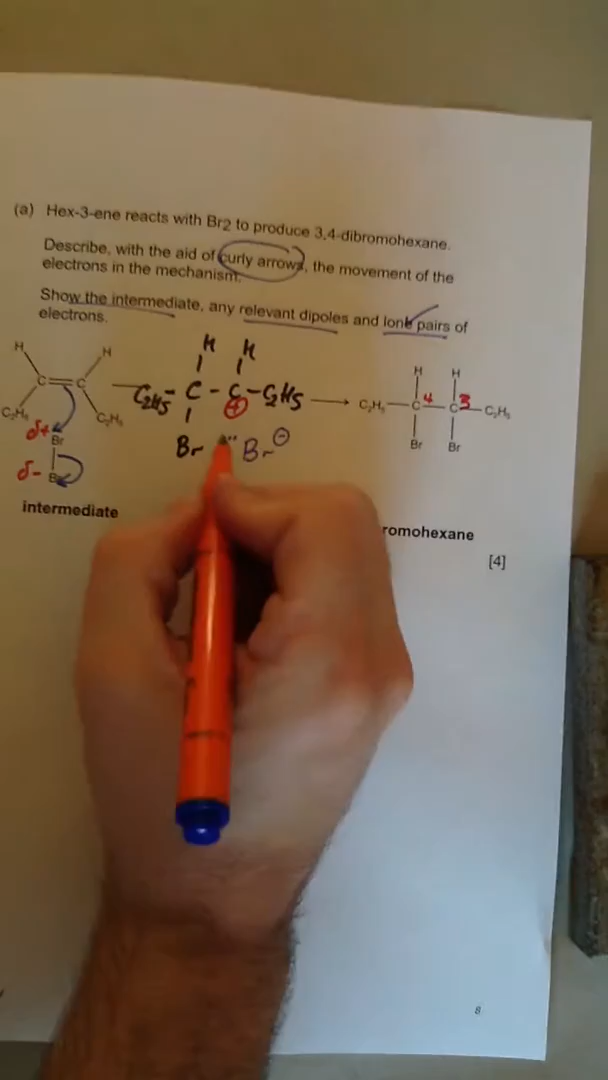 (a) Hex-3-ene reacts with Br2 to produce 3,4-dibromohexane.
Describe, with the aid of curly arrows, the movement of the
electrons in the mechanism.
Show the intermediate, any relevant dipoles and lone pairs of
electrons.
H H H H H H
C=C C2H5-C-C-C2H5 C2H5-C 4-C 3-C2H5
C2H5 C2H5 ⊕
δ+ Br Br Br⊖ Br Br
δ- Br
intermediate romohexane
[4]
8